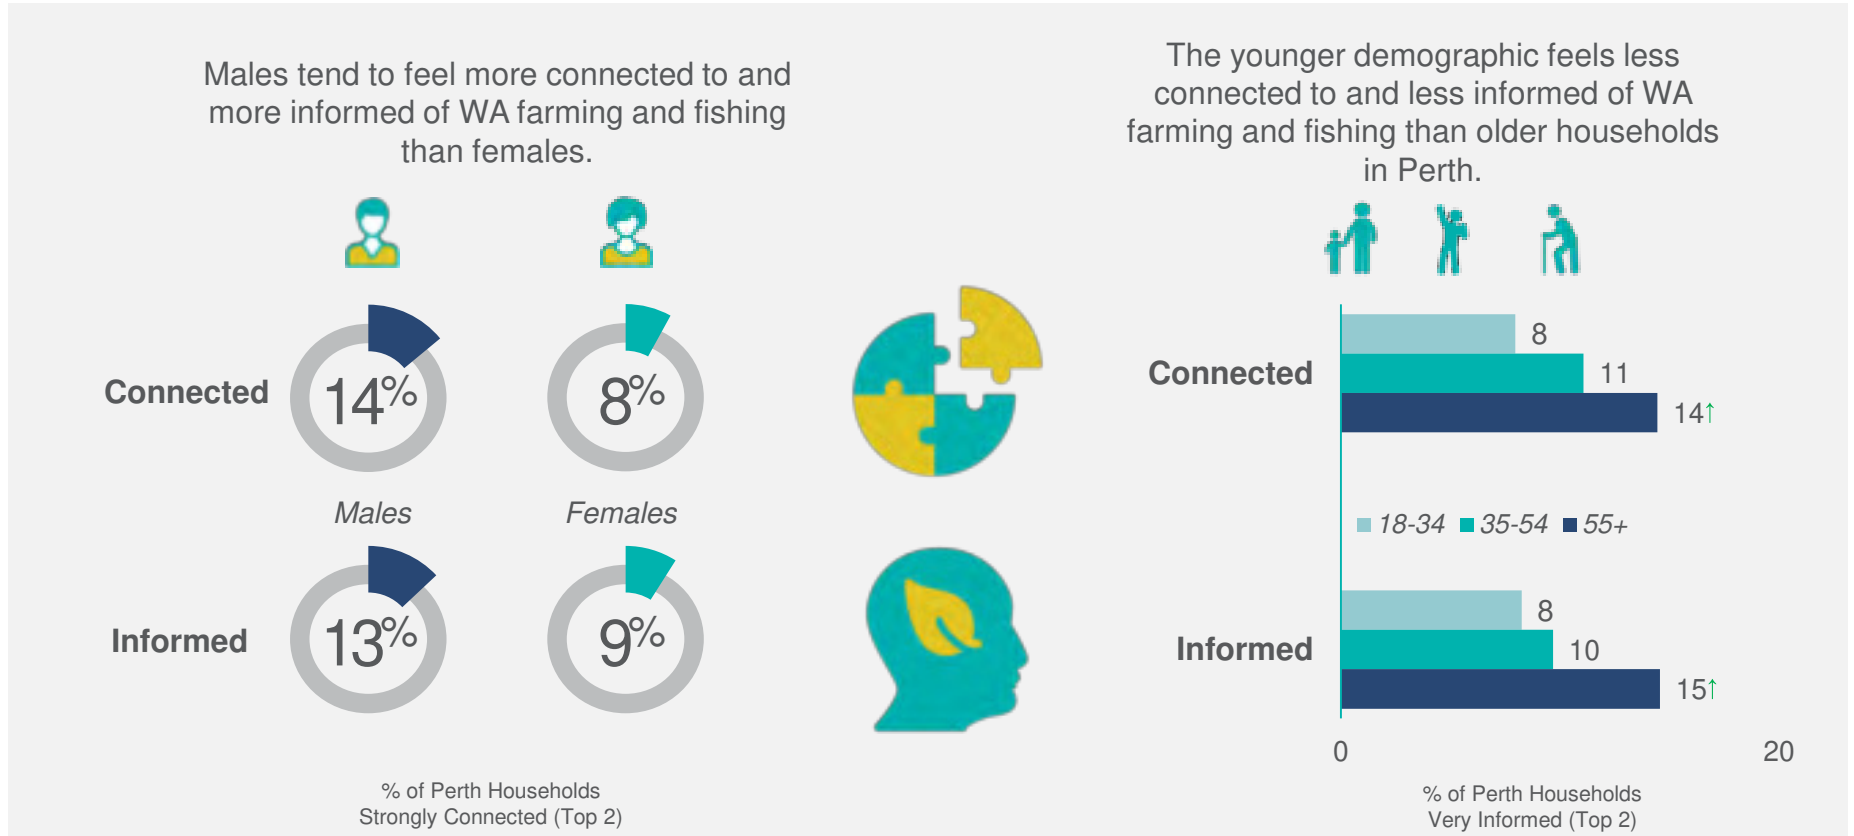 Males tend to feel more connected to and
more informed of WA farming and fishing
than females.
Connected
14%
8%
Males
Females
Informed
13%
9%
% of Perth Households
Strongly Connected (Top 2)
The younger demographic feels less
connected to and less informed of WA
farming and fishing than older households
in Perth.
Connected
8
11
14↑
18-34 35-54 55+
Informed
8
10
15↑
0 20
% of Perth Households
Very Informed (Top 2)